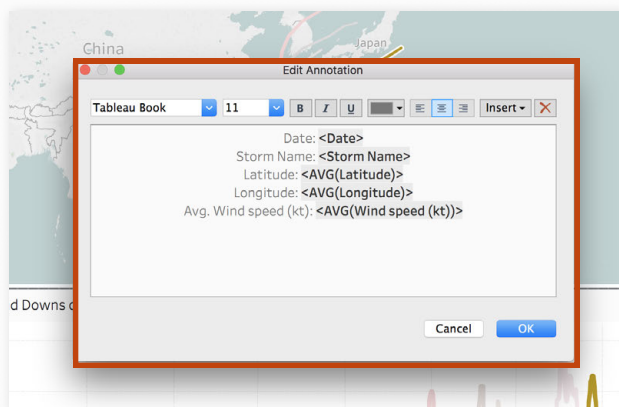 China
Japan
Edit Annotation
Tableau Book 11 B I U Insert
Date: <Date>
Storm Name: <Storm Name>
Latitude: <AVG(Latitude)>
Longitude: <AVG(Longitude)>
Avg. Wind speed (kt): <AVG(Wind speed (kt))>
d Downs
Cancel OK